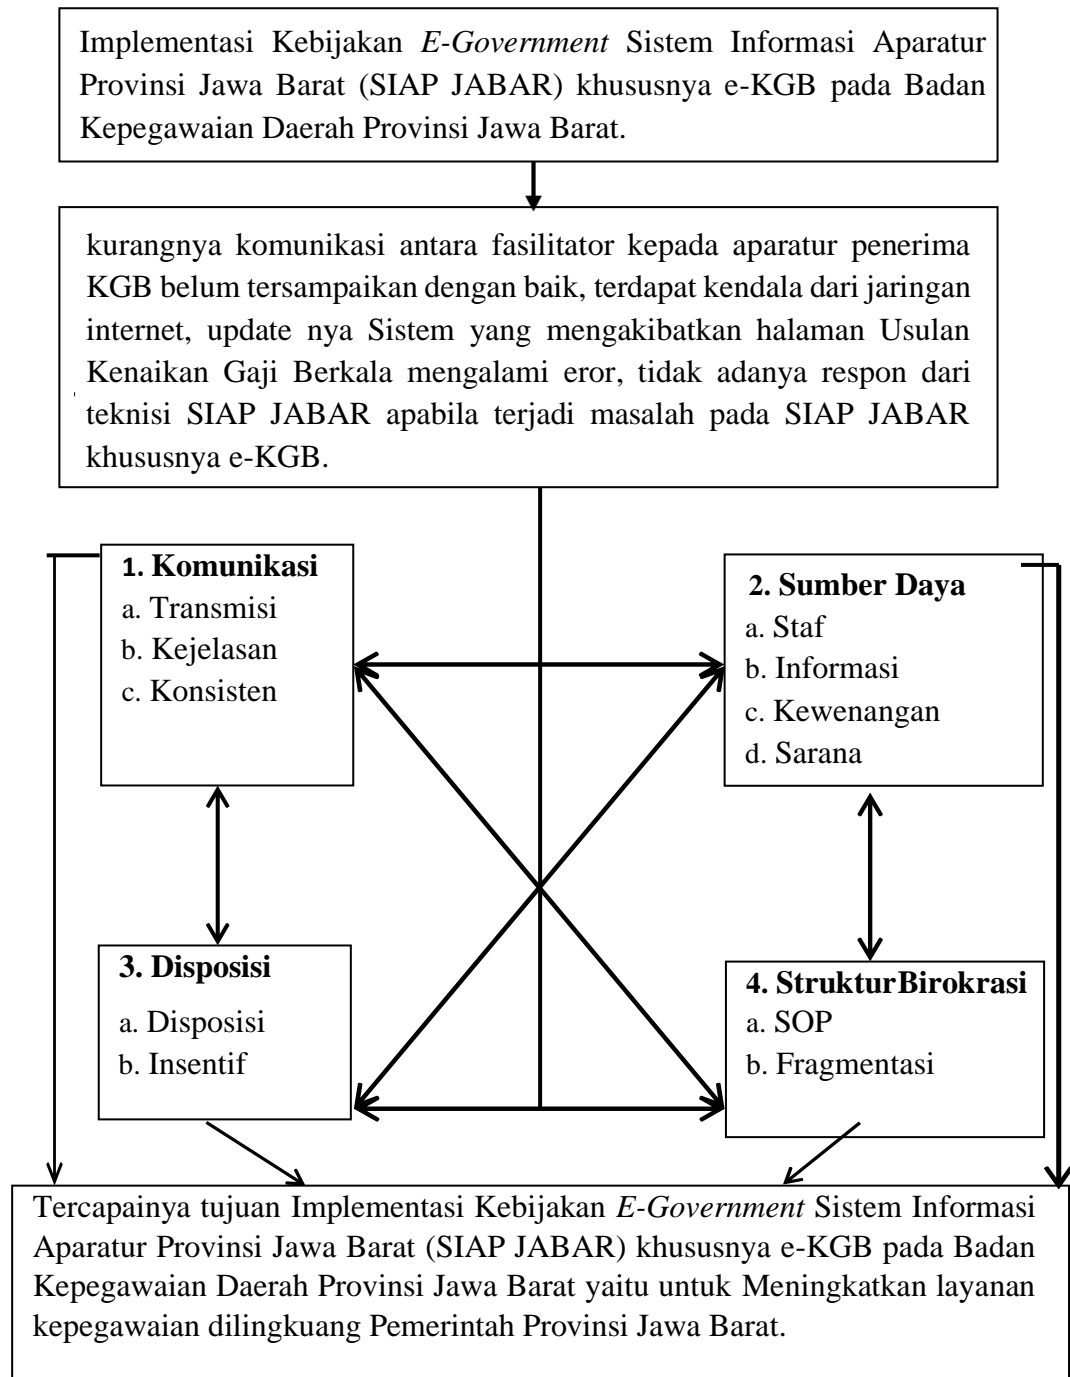 Implementasi Kebijakan E-Government Sistem Informasi Aparatur
Provinsi Jawa Barat (SIAP JABAR) khususnya e-KGB pada Badan
Kepegawaian Daerah Provinsi Jawa Barat.
kurangnya komunikasi antara fasilitator kepada aparatur penerima
KGB belum tersampaikan dengan baik, terdapat kendala dari jaringan
internet, update nya Sistem yang mengakibatkan halaman Usulan
Kenaikan Gaji Berkala mengalami eror, tidak adanya respon dari
teknisi SIAP JABAR apabila terjadi masalah pada SIAP JABAR
khususnya e-KGB.
1. Komunikasi
a. Transmisi
b. Kejelasan
c. Konsisten
2. Sumber Daya
a. Staf
b. Informasi
c. Kewenangan
d. Sarana
3. Disposisi
a. Disposisi
b. Insentif
4. StrukturBirokrasi
a. SOP
b. Fragmentasi
Tercapainya tujuan Implementasi Kebijakan E-Government Sistem Informasi
Aparatur Provinsi Jawa Barat (SIAP JABAR) khususnya e-KGB pada Badan
Kepegawaian Daerah Provinsi Jawa Barat yaitu untuk Meningkatkan layanan
kepegawaian dilingkuang Pemerintah Provinsi Jawa Barat.